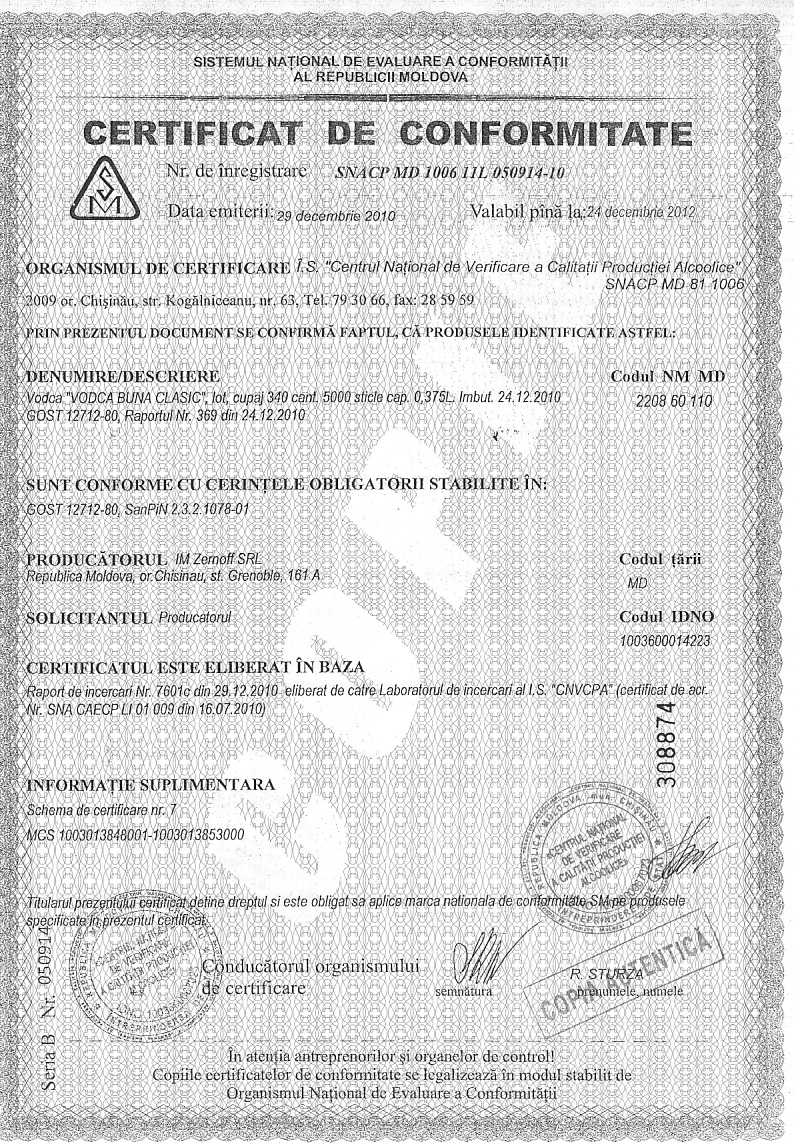 SISTEMUL NAȚIONAL DE EVALUARE A CONFORMITĂȚII
AL REPUBLICII MOLDOVA
CERTIFICAT DE CONFORMITATE
SM
Nr. de înregistrare SNACP MD 1006 11L 050914-10
Data emiterii: 29 decembrie 2010 Valabil pînă la: 24 decembrie 2012
ORGANISMUL DE CERTIFICARE Î.S. "Centrul Național de Verificare a Calitații Producției Alcoolice"
SNACP MD 81 1006
2009 or. Chişinău, str. Kogălniceanu, nr. 63, Tel. 79 30 66, fax: 28 59 59
PRIN PREZENTUL DOCUMENT SE CONFIRMĂ FAPTUL, CĂ PRODUSELE IDENTIFICATE ASTFEL:
DENUMIRE/DESCRIERE Codul NM MD
Vodca "VODCA BUNA CLASIC", lot, cupaj 340 cant. 5000 sticle cap. 0,375L. Imbut. 24.12.2010 2208 60 110
GOST 12712-80, Raportul Nr. 369 din 24.12.2010
SUNT CONFORME CU CERINȚELE OBLIGATORII STABILITE ÎN:
GOST 12712-80, SanPiN 2.3.2.1078-01
PRODUCĂTORUL IM Zernoff SRL Codul țării
Republica Moldova, or.Chisinau, st. Grenoble, 161 A MD
SOLICITANTUL Producatorul Codul IDNO
1003600014223
CERTIFICATUL ESTE ELIBERAT ÎN BAZA
Raport de incercari Nr. 7601c din 29.12.2010 eliberat de catre Laboratorul de incercari al I.S. "CNVCPA" (certificat de acr.
Nr. SNA CAECP LI 01 009 din 16.07.2010)
308874
INFORMAȚIE SUPLIMENTARA
Schema de certificare nr. 7
MCS 1003013848001-1003013853000
«CENTRUL NAȚIONAL
DE VERIFICARE
A CALITĂȚII PRODUCȚIEI
ALCOOLICE»
Titularul prezentului certificat deține dreptul si este obligat sa aplice marca nationala de conformitate SM pe produsele
specificate in prezentul certificat.
Conducătorul organismului
de certificare
semnătura
R. STURZA
prenumele, numele
COPIA AUTENTICĂ
Seria B Nr. 050914
În atenția antreprenorilor și organelor de control!
Copiile certificatelor de conformitate se legalizează în modul stabilit de
Organismul Național de Evaluare a Conformității
COPIE